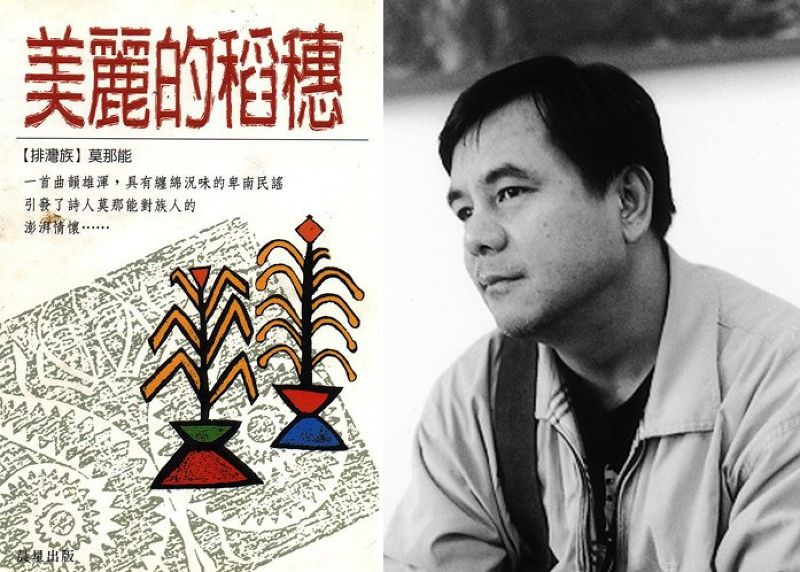 美麗的稻穗
【排灣族】莫那能
一首曲韻雄渾，具有纏綿況味的卑南民謠
引發了詩人莫那能對族人的
澎湃情懷……
晨星出版